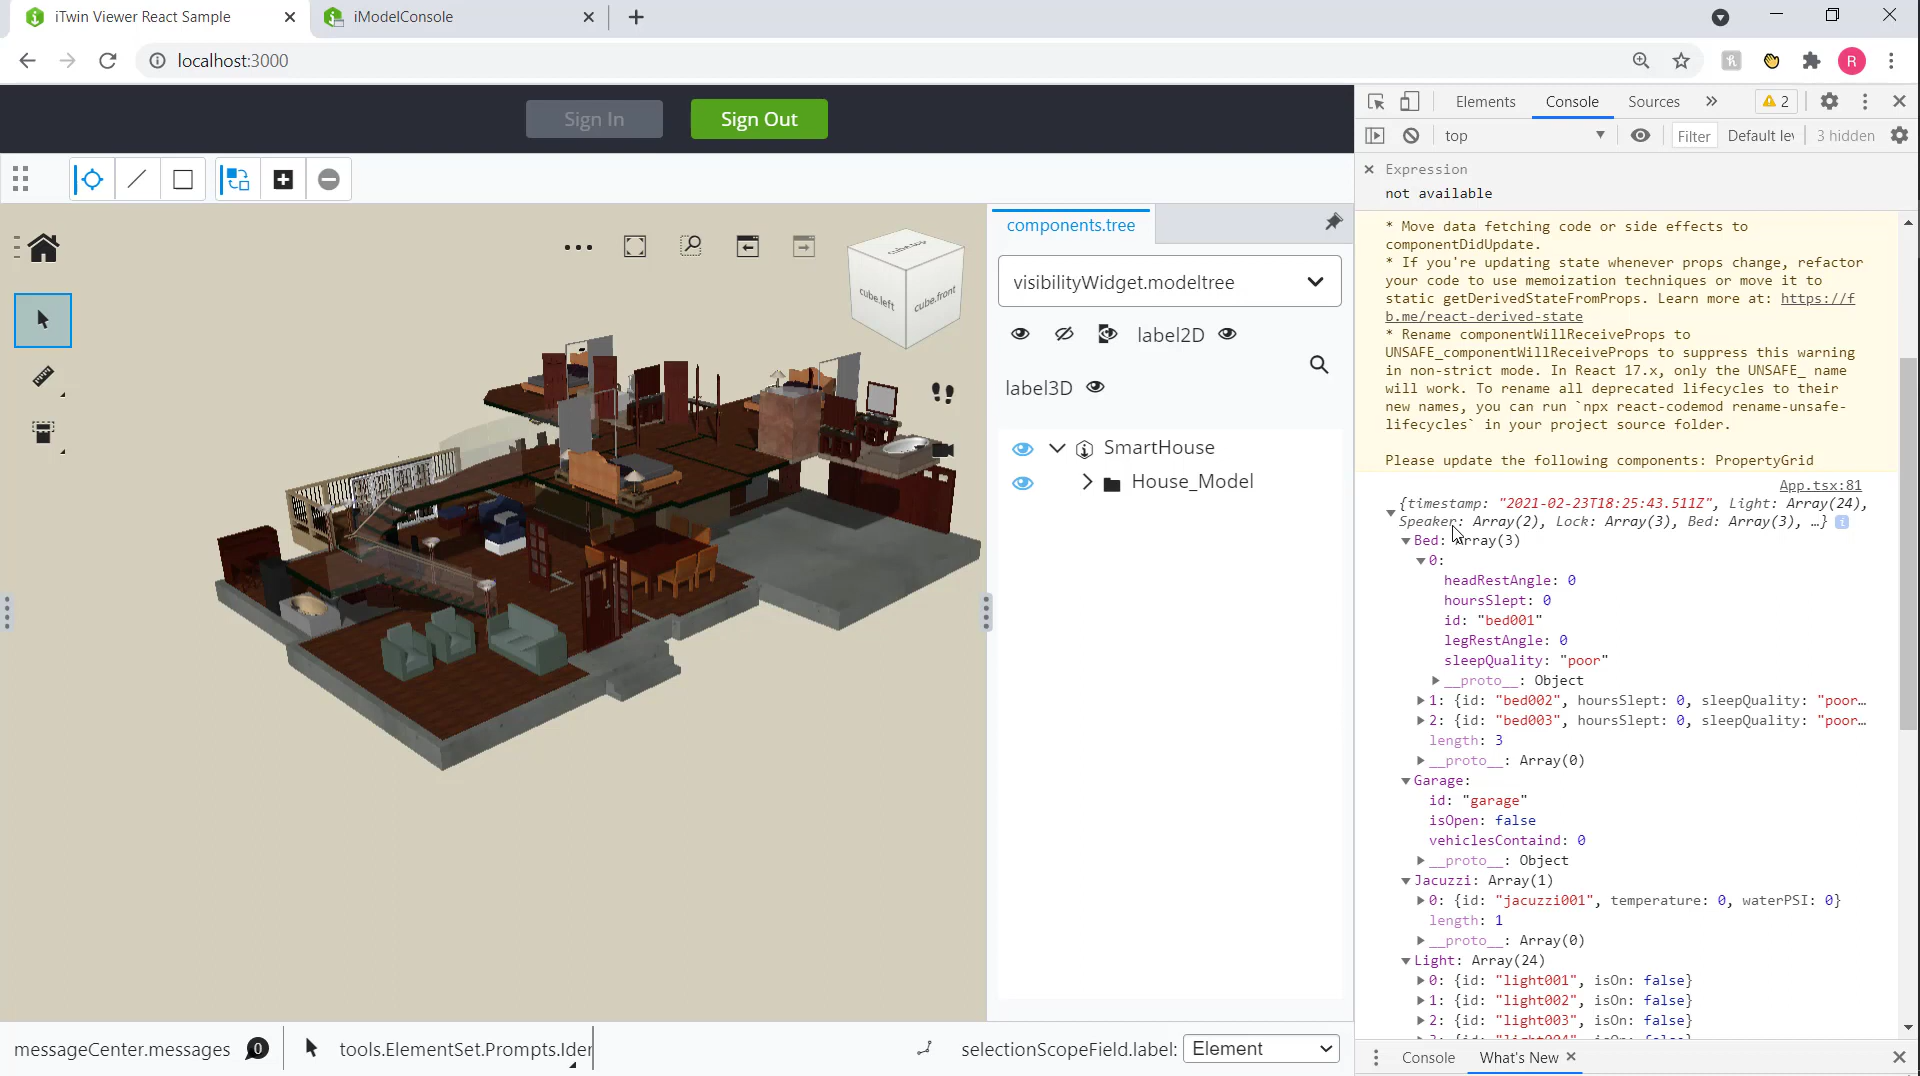 iTwin Viewer React Sample
iModelConsole
localhost:3000
R
Sign In
Sign Out
components.tree
visibilityWidget.modeltree
label2D
label3D
SmartHouse
House_Model
cube.top
cube.left
cube.front
messageCenter.messages 0
tools.ElementSet.Prompts.Iden
selectionScopeField.label: Element
Elements Console Sources 2
top Filter Default lev 3 hidden
Expression
not available
* Move data fetching code or side effects to
componentDidUpdate.
* If you're updating state whenever props change, refactor
your code to use memoization techniques or move it to
static getDerivedStateFromProps. Learn more at: https://f
b.me/react-derived-state
* Rename componentWillReceiveProps to
UNSAFE_componentWillReceiveProps to suppress this warning
in non-strict mode. In React 17.x, only the UNSAFE_ name
will work. To rename all deprecated lifecycles to their
new names, you can run `npx react-codemod rename-unsafe-
lifecycles` in your project source folder.
Please update the following components: PropertyGrid
App.tsx:81
{timestamp: "2021-02-23T18:25:43.511Z", Light: Array(24),
Speaker: Array(2), Lock: Array(3), Bed: Array(3), …}
Bed: Array(3)
0:
headRestAngle: 0
hoursSlept: 0
id: "bed001"
legRestAngle: 0
sleepQuality: "poor"
__proto__: Object
1: {id: "bed002", hoursSlept: 0, sleepQuality: "poor…
2: {id: "bed003", hoursSlept: 0, sleepQuality: "poor…
length: 3
__proto__: Array(0)
Garage:
id: "garage"
isOpen: false
vehiclesContaind: 0
__proto__: Object
Jacuzzi: Array(1)
0: {id: "jacuzzi001", temperature: 0, waterPSI: 0}
length: 1
__proto__: Array(0)
Light: Array(24)
0: {id: "light001", isOn: false}
1: {id: "light002", isOn: false}
2: {id: "light003", isOn: false}
Console What's New